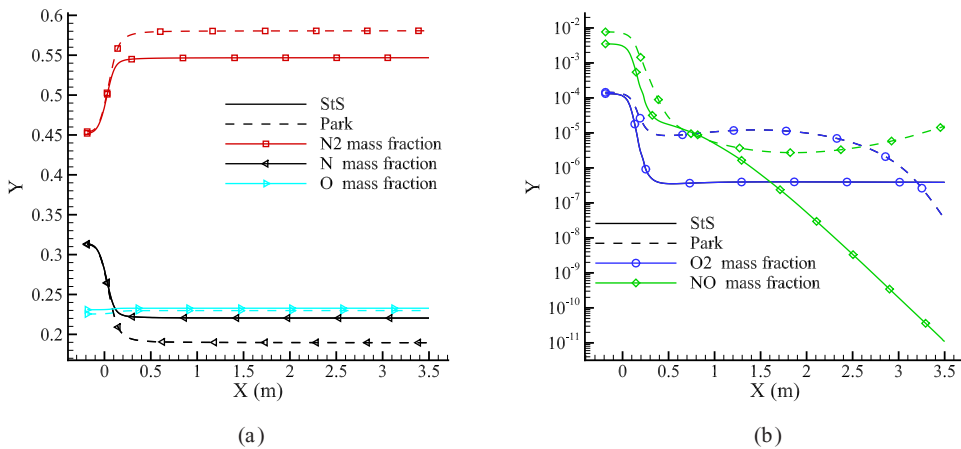 (a)
Y
0.6
0.55
0.5
0.45
0.4
0.35
0.3
0.25
0.2
StS
Park
N2 mass fraction
N mass fraction
O mass fraction
0 0.5 1 1.5 2 2.5 3 3.5
X (m)
(a)
(b)
Y
10-2
10-3
10-4
10-5
10-6
10-7
10-8
10-9
10-10
10-11
StS
Park
O2 mass fraction
NO mass fraction
0 0.5 1 1.5 2 2.5 3 3.5
X (m)
(b)